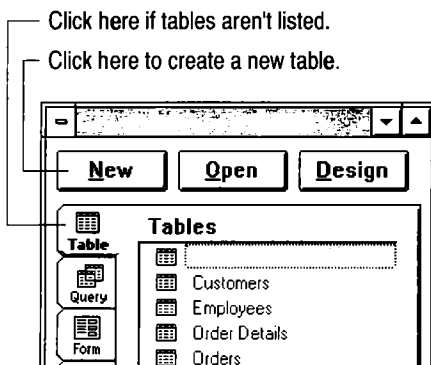 Click here if tables aren't listed.
Click here to create a new table.
New Open Design
Table
Tables
Query
Customers
Employees
Form
Order Details
Orders